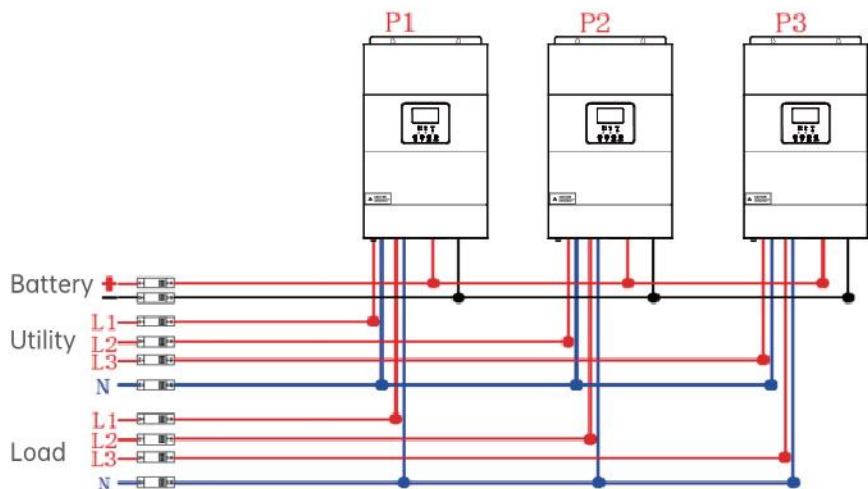 P1 P2 P3
Battery +
−
L1
Utility L2
L3
N
L1
L2
Load L3
N